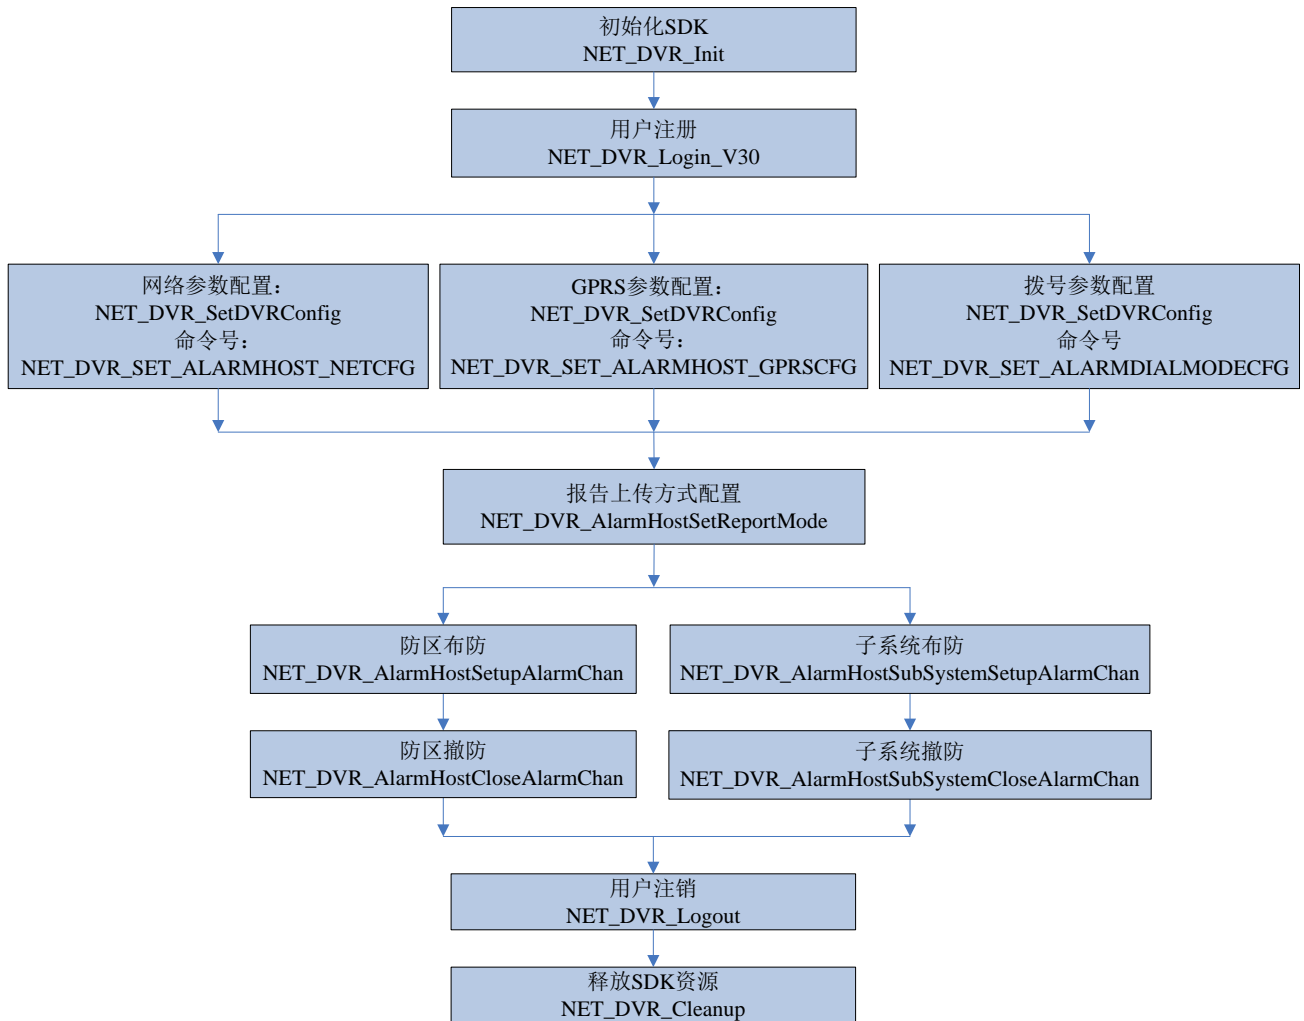 初始化SDK
NET_DVR_Init
用户注册
NET_DVR_Login_V30
网络参数配置：
NET_DVR_SetDVRConfig
命令号：
NET_DVR_SET_ALARMHOST_NETCFG
GPRS参数配置：
NET_DVR_SetDVRConfig
命令号：
NET_DVR_SET_ALARMHOST_GPRSCFG
拨号参数配置
NET_DVR_SetDVRConfig
命令号
NET_DVR_SET_ALARMDIALMODECFG
报告上传方式配置
NET_DVR_AlarmHostSetReportMode
防区布防
NET_DVR_AlarmHostSetupAlarmChan
子系统布防
NET_DVR_AlarmHostSubSystemSetupAlarmChan
防区撤防
NET_DVR_AlarmHostCloseAlarmChan
子系统撤防
NET_DVR_AlarmHostSubSystemCloseAlarmChan
用户注销
NET_DVR_Logout
释放SDK资源
NET_DVR_Cleanup